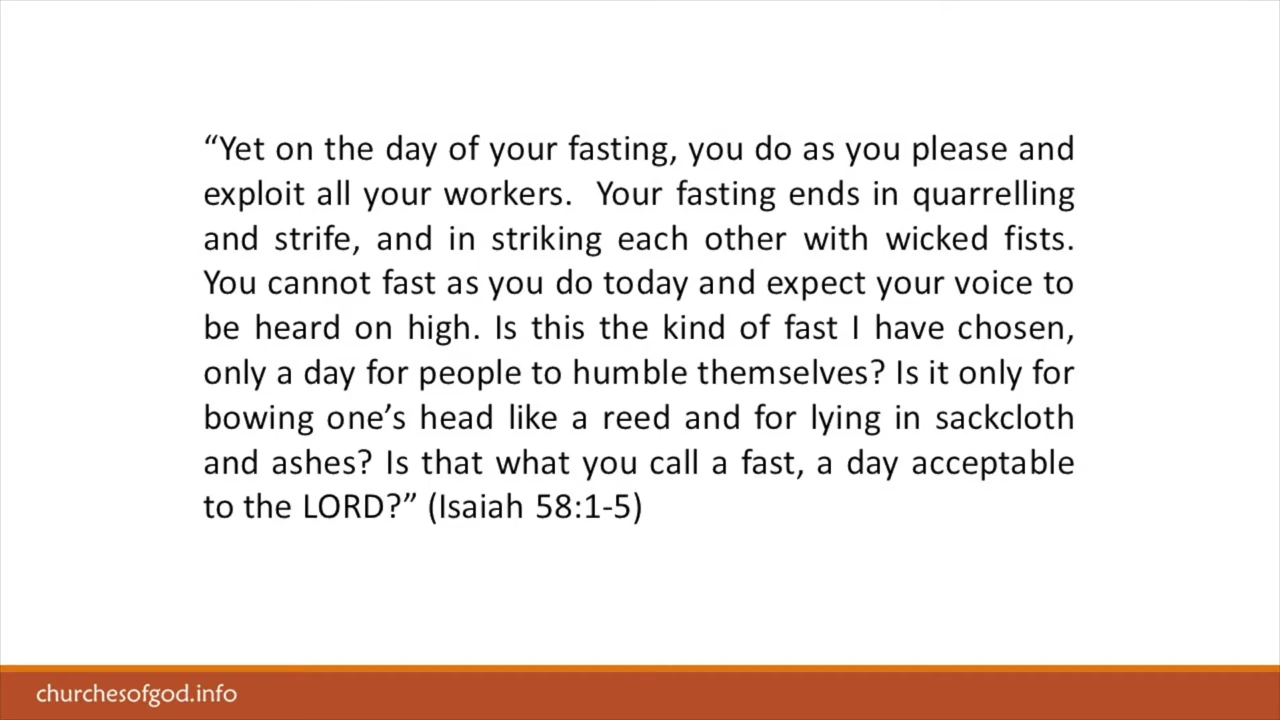 “Yet on the day of your fasting, you do as you please and
exploit all your workers.  Your fasting ends in quarrelling
and strife, and in striking each other with wicked fists.
You cannot fast as you do today and expect your voice to
be heard on high. Is this the kind of fast I have chosen,
only a day for people to humble themselves? Is it only for
bowing one’s head like a reed and for lying in sackcloth
and ashes? Is that what you call a fast, a day acceptable
to the LORD?” (Isaiah 58:1-5)
churchesofgod.info